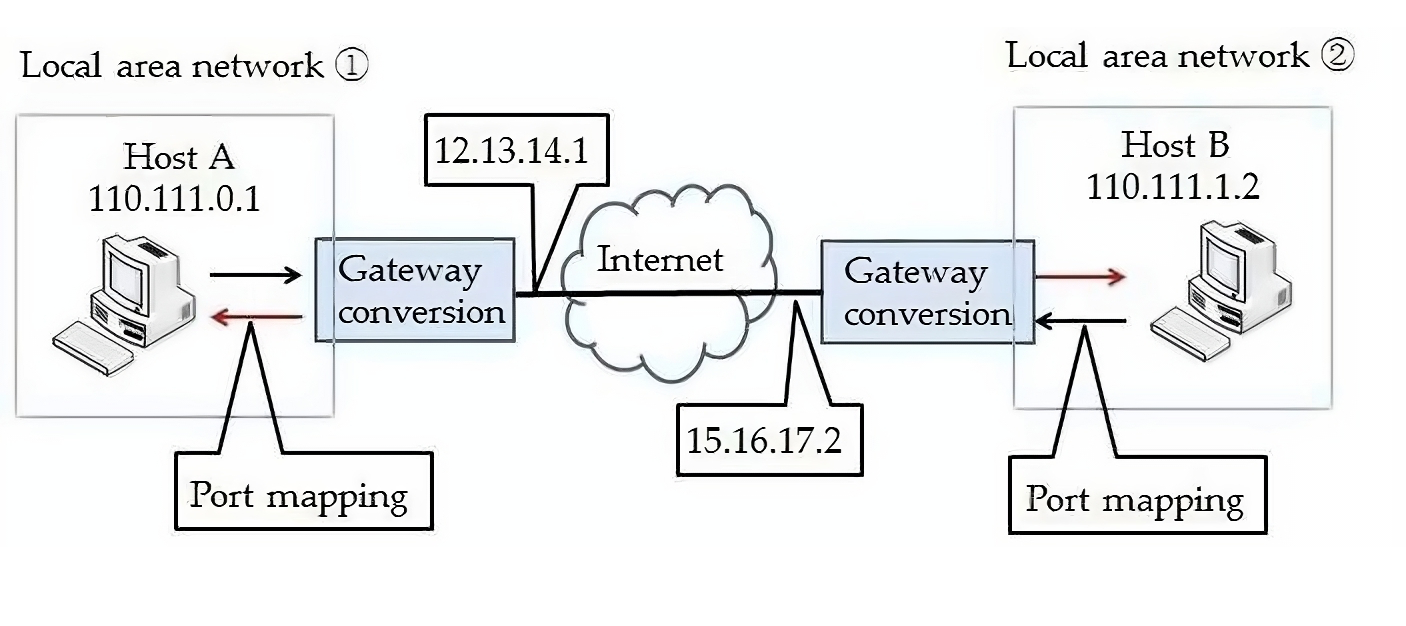 Local area network ①
Local area network ②
Host A
110.111.0.1
12.13.14.1
Host B
110.111.1.2
Gateway
conversion
Internet
Gateway
conversion
15.16.17.2
Port mapping
Port mapping